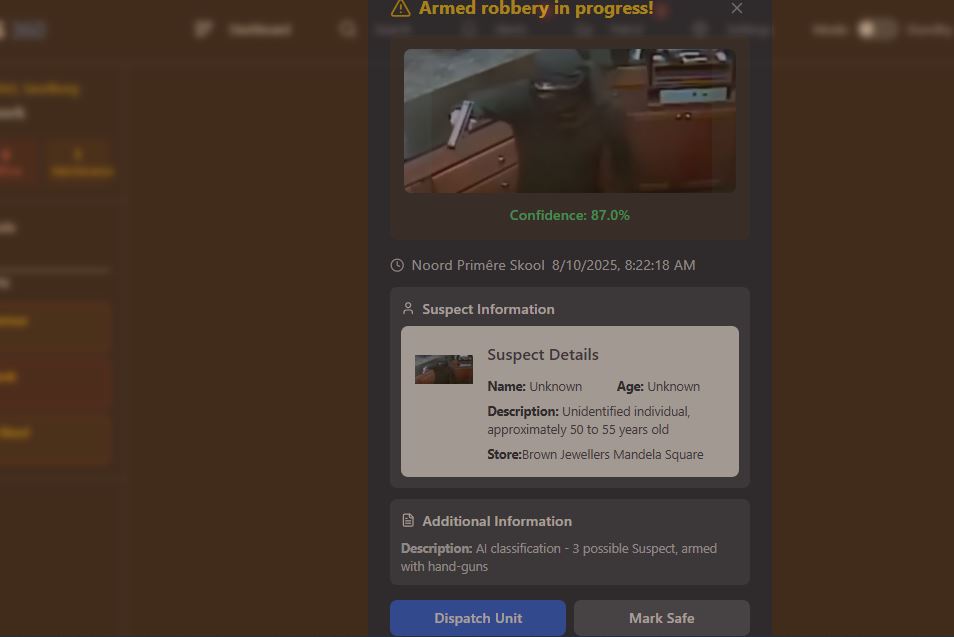 Armed robbery in progress!
Dashboard
Confidence: 87.0%
Noord Primêre Skool 8/10/2025, 8:22:18 AM
Suspect Information
Suspect Details
Name: Unknown Age: Unknown
Description: Unidentified individual,
approximately 50 to 55 years old
Store:Brown Jewellers Mandela Square
Additional Information
Description: AI classification - 3 possible Suspect, armed
with hand-guns
Dispatch Unit
Mark Safe